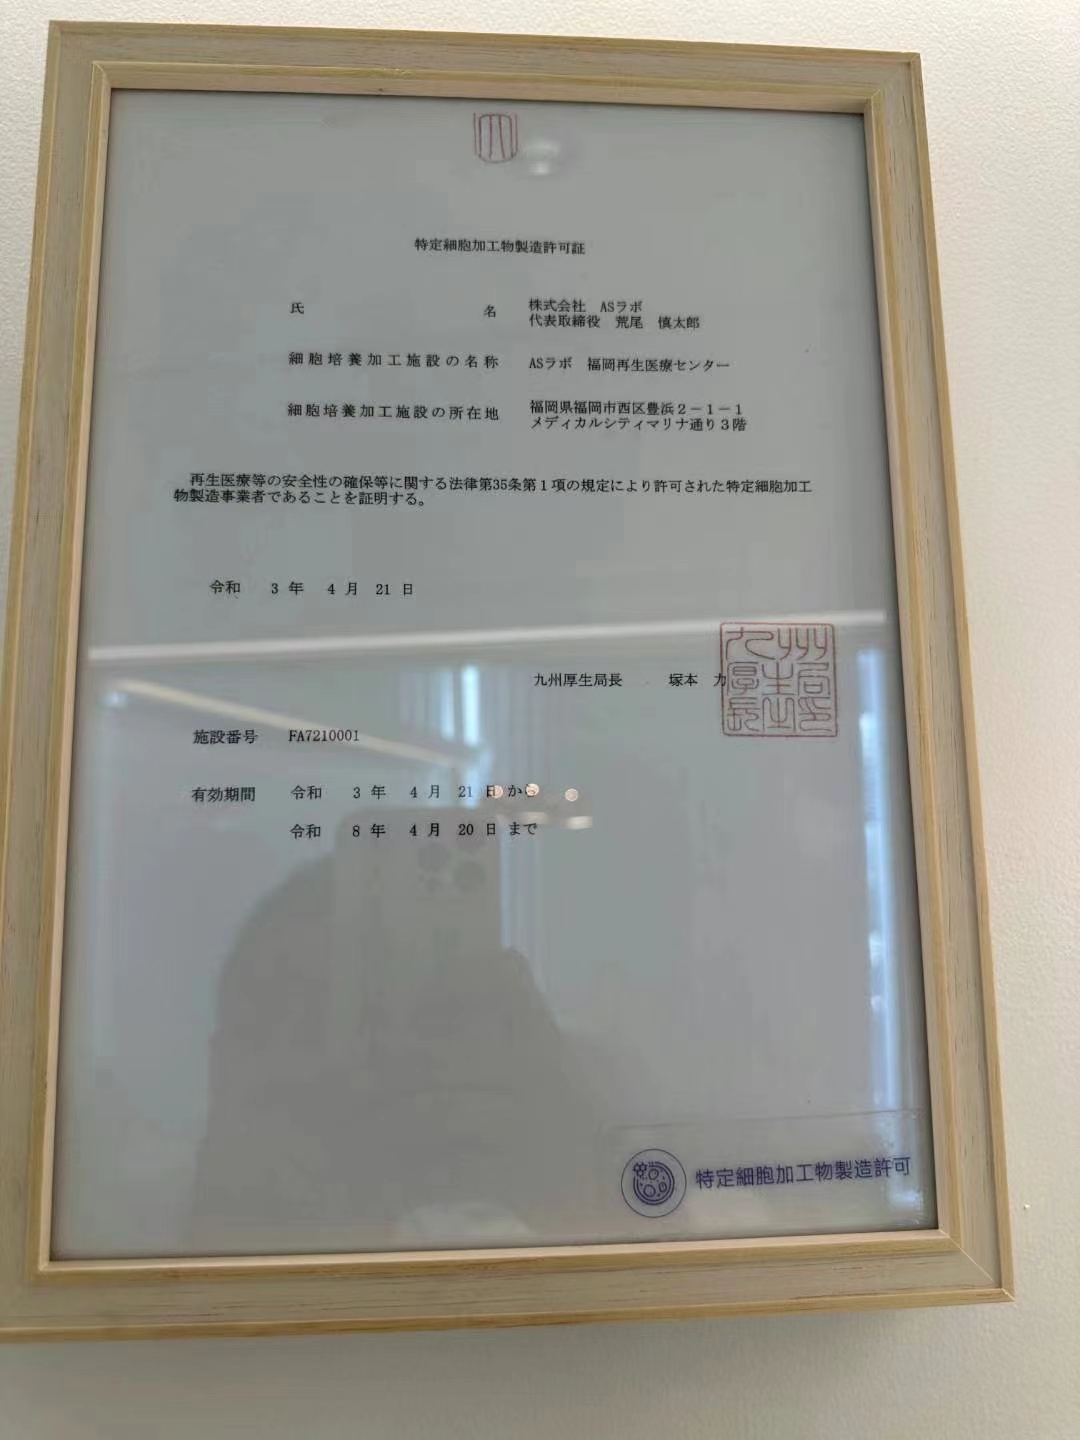 特定細胞加工物製造許可証
氏 名 株式会社 ASラボ
代表取締役 荒尾 慎太郎
細胞培養加工施設の名称 ASラボ 福岡再生医療センター
細胞培養加工施設の所在地 福岡県福岡市西区豊浜２－１－１
メディカルシティマリナ通り３階
再生医療等の安全性の確保等に関する法律第35条第１項の規定により許可された特定細胞加工
物製造事業者であることを証明する。
令和 3 年 4 月 21 日
九州厚生局長 塚本 力
九州厚生局長印
施設番号 FA7210001
有効期間 令和 3 年 4 月 21 日 から
令和 8 年 4 月 20 日 まで
特定細胞加工物製造許可